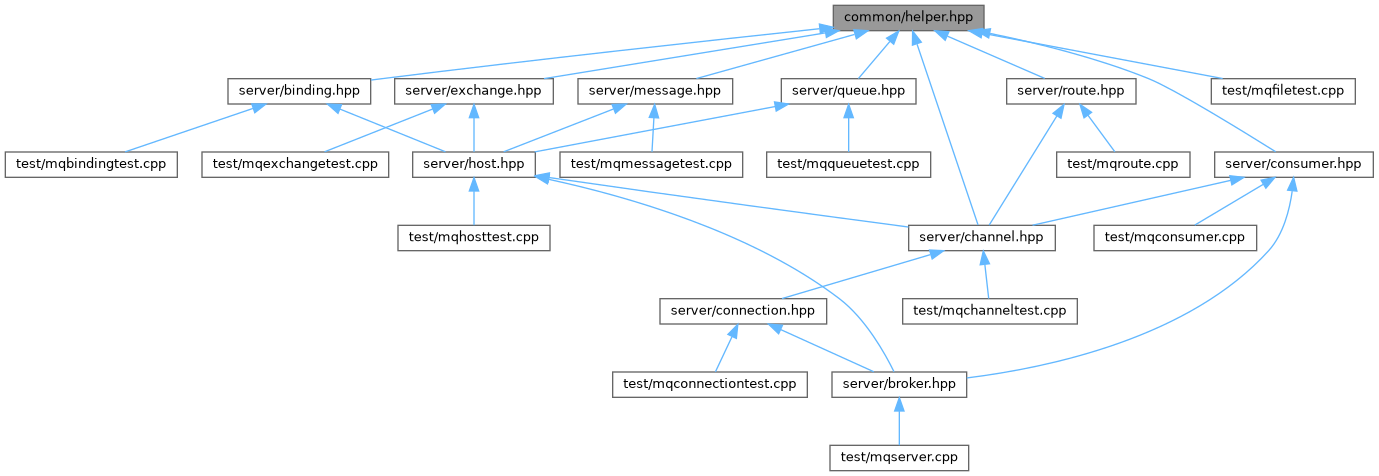 common/helper.hpp
server/binding.hpp
server/exchange.hpp
server/message.hpp
server/queue.hpp
server/route.hpp
test/mqfiletest.cpp
test/mqbindingtest.cpp
test/mqexchangetest.cpp
server/host.hpp
test/mqmessagetest.cpp
test/mqqueuetest.cpp
test/mqroute.cpp
server/consumer.hpp
test/mqhosttest.cpp
server/channel.hpp
test/mqconsumer.cpp
server/connection.hpp
test/mqchanneltest.cpp
test/mqconnectiontest.cpp
server/broker.hpp
test/mqserver.cpp